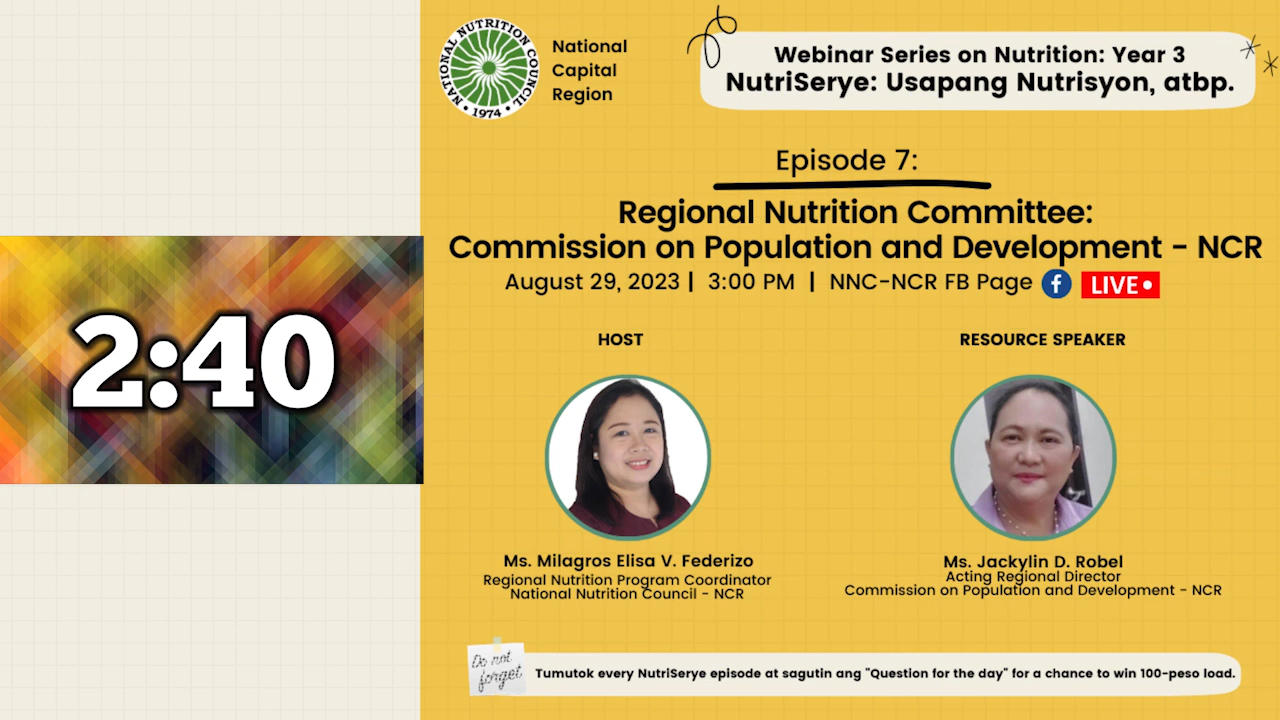 2:40
NATIONAL NUTRITION COUNCIL
• 1974 •
National
Capital
Region
Webinar Series on Nutrition: Year 3
NutriSerye: Usapang Nutrisyon, atbp.
Episode 7:
Regional Nutrition Committee:
Commission on Population and Development - NCR
August 29, 2023 | 3:00 PM | NNC-NCR FB Page f LIVE•
HOST
RESOURCE SPEAKER
Ms. Milagros Elisa V. Federizo
Regional Nutrition Program Coordinator
National Nutrition Council - NCR
Ms. Jackylin D. Robel
Acting Regional Director
Commission on Population and Development - NCR
Do not
forget
Tumutok every NutriSerye episode at sagutin ang "Question for the day" for a chance to win 100-peso load.